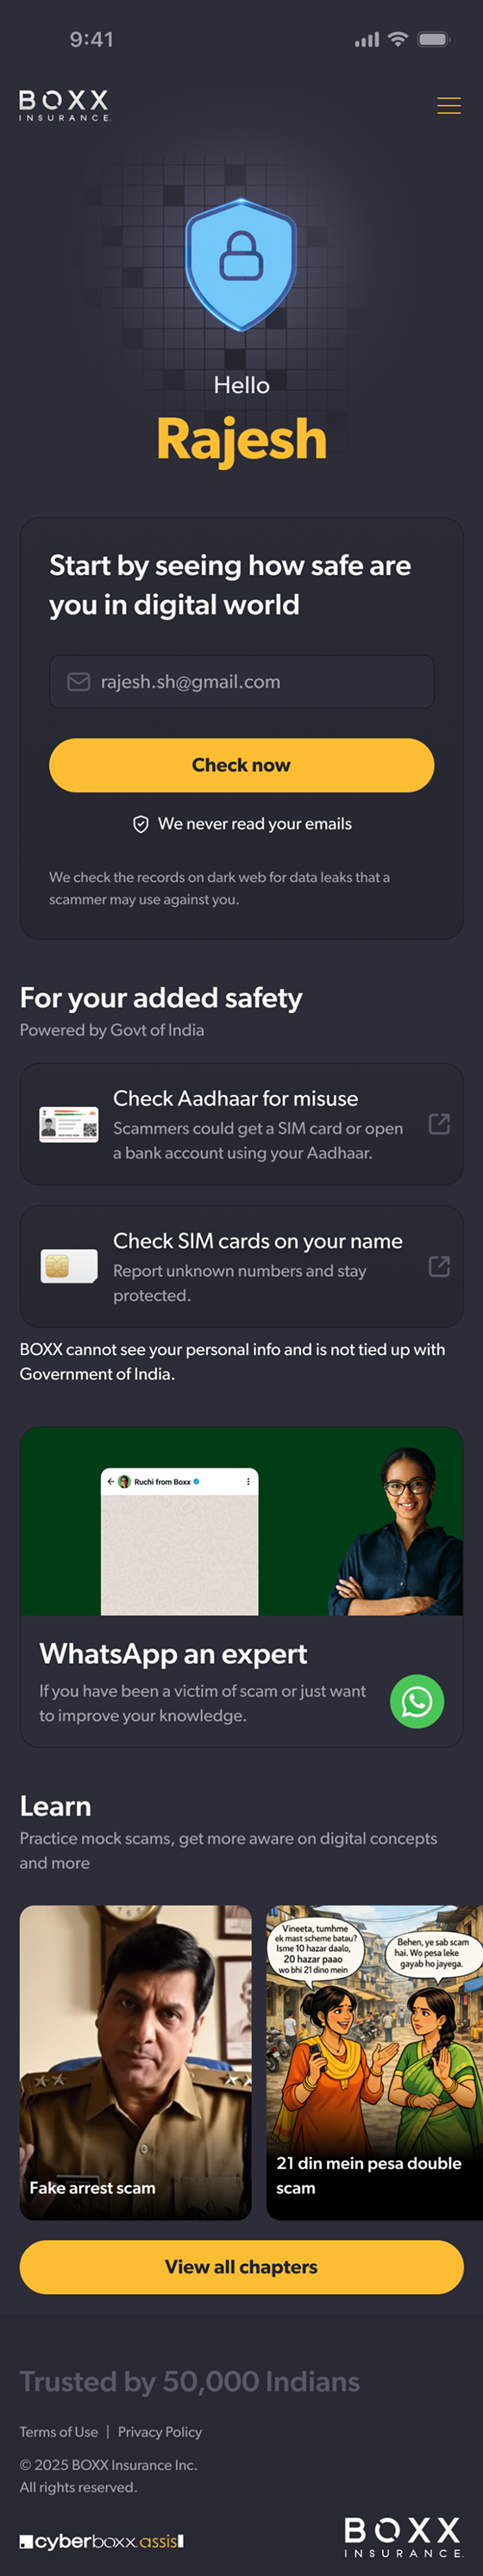 9:41
BOXX
INSURANCE.
Hello
Rajesh
Start by seeing how safe are
you in digital world
rajesh.sh@gmail.com
Check now
We never read your emails
We check the records on dark web for data leaks that a
scammer may use against you.
For your added safety
Powered by Govt of India
Check Aadhaar for misuse
Scammers could get a SIM card or open
a bank account using your Aadhaar.
Check SIM cards on your name
Report unknown numbers and stay
protected.
BOXX cannot see your personal info and is not tied up with
Government of India.
Ruchi from Boxx
WhatsApp an expert
If you have been a victim of scam or just want
to improve your knowledge.
Learn
Practice mock scams, get more aware on digital concepts
and more
Fake arrest scam
Vineeta, tumhme
ek mast scheme batau?
Isme 10 hazar daalo,
20 hazar paao
wo bhi 21 dino mein
Behen, ye sab scam
hai. Wo pesa leke
gayab ho jayega.
21 din mein pesa double
scam
View all chapters
Trusted by 50,000 Indians
Terms of Use | Privacy Policy
© 2025 BOXX Insurance Inc.
All rights reserved.
cyberboxx assis
BOXX
INSURANCE.